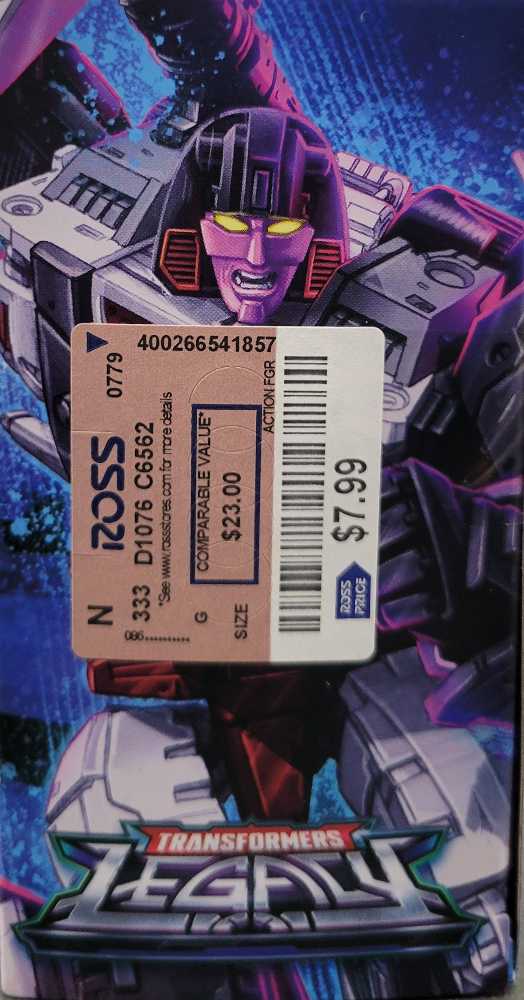 0779
400266541857
ROSS
*See www.rossstores.com for more details
333 D1076 C6562
N
086..........
COMPARABLE VALUE*
$23.00
G
SIZE
ACTION FGR
$7.99
ROSS
PRICE
TRANSFORMERS
LEGACY